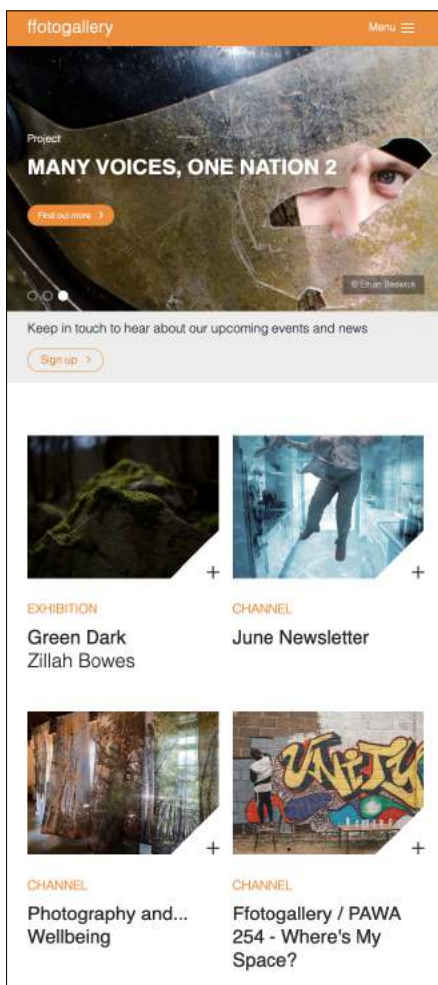 ffotogallery
Menu
Project
MANY VOICES, ONE NATION 2
Find out more
© Ethan Beswick
Keep in touch to hear about our upcoming events and news
Sign up
EXHIBITION
Green Dark
Zillah Bowes
CHANNEL
June Newsletter
UNITY
CHANNEL
Photography and...
Wellbeing
CHANNEL
Ffotogallery / PAWA
254 - Where's My
Space?